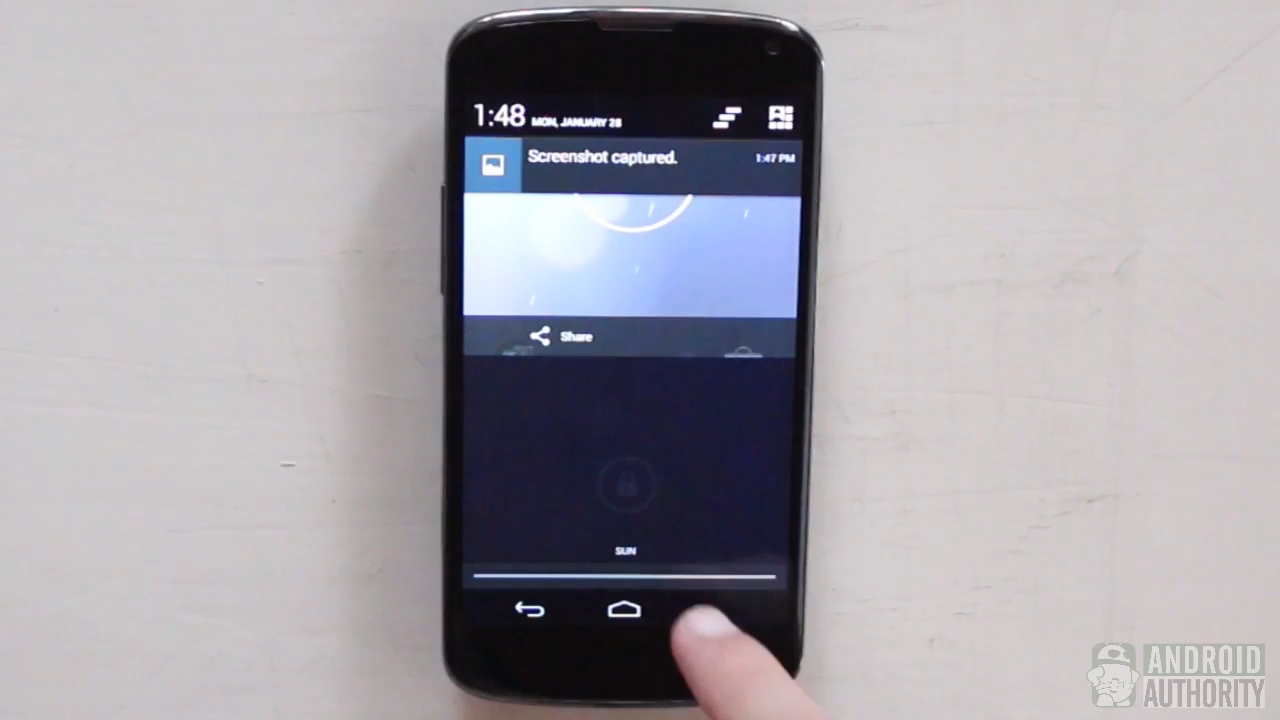 1:48 MON, JANUARY 28
Screenshot captured. 1:47 PM
Share
SUN
ANDROID
AUTHORITY